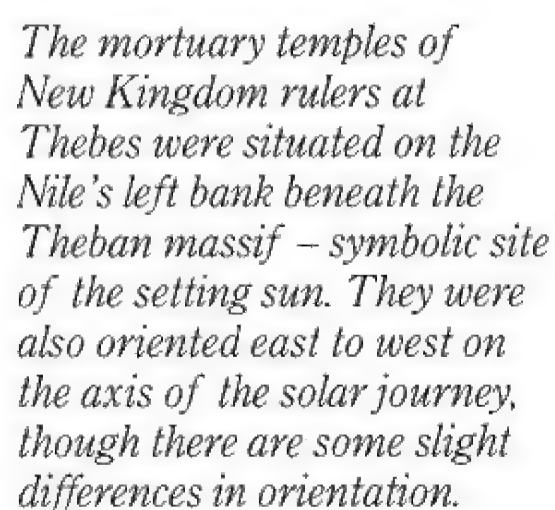 The mortuary temples of
New Kingdom rulers at
Thebes were situated on the
Nile's left bank beneath the
Theban massif – symbolic site
of the setting sun. They were
also oriented east to west on
the axis of the solar journey,
though there are some slight
differences in orientation.